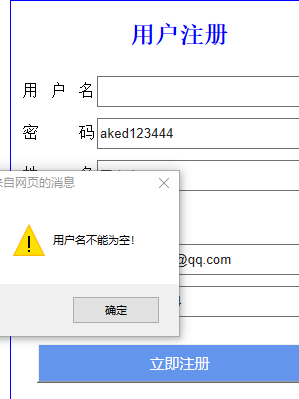 用户注册
用 户 名
密 码 aked123444
来自网页的消息
用户名不能为空!
@qq.com
确定
4
立即注册